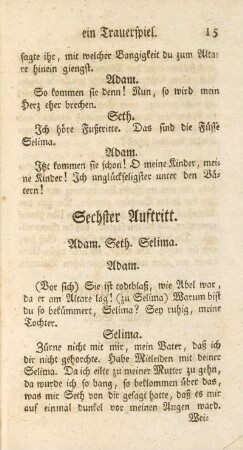 ein Trauerspiel. 15
sagte ihr, mit welcher Bangigkeit du zum Alta-
re hinein giengst.
Adam.
So kommen sie denn! Nun, so wird mein
Herz eher brechen.
Seth.
Ich höre Fußtritte. Das sind die Füsse
Selima.
Adam.
Itzt kommen sie schon! O meine Kinder, mei-
ne Kinder! Ich unglückseligster unter den Vä-
tern!
Sechster Auftritt.
Adam. Seth. Selima.
Adam.
(Vor sich) Sie ist todtblaß, wie Abel war,
da er am Altare lag! (zu Selima) Warum bist
du so bekümmert, Selima? Sey ruhig, meine
Tochter.
Selima.
Zürne nicht mit mir, mein Vater, daß ich
dir nicht gehorchte. Habe Mitleiden mit deiner
Selima. Da ich eilte zu meiner Mutter zu gehn,
da wurde ich so bang, so beklommen über das,
was mir Seth von dir gesagt hatte, daß es mir
auf einmal dunkel vor meinen Augen ward.
Wei-